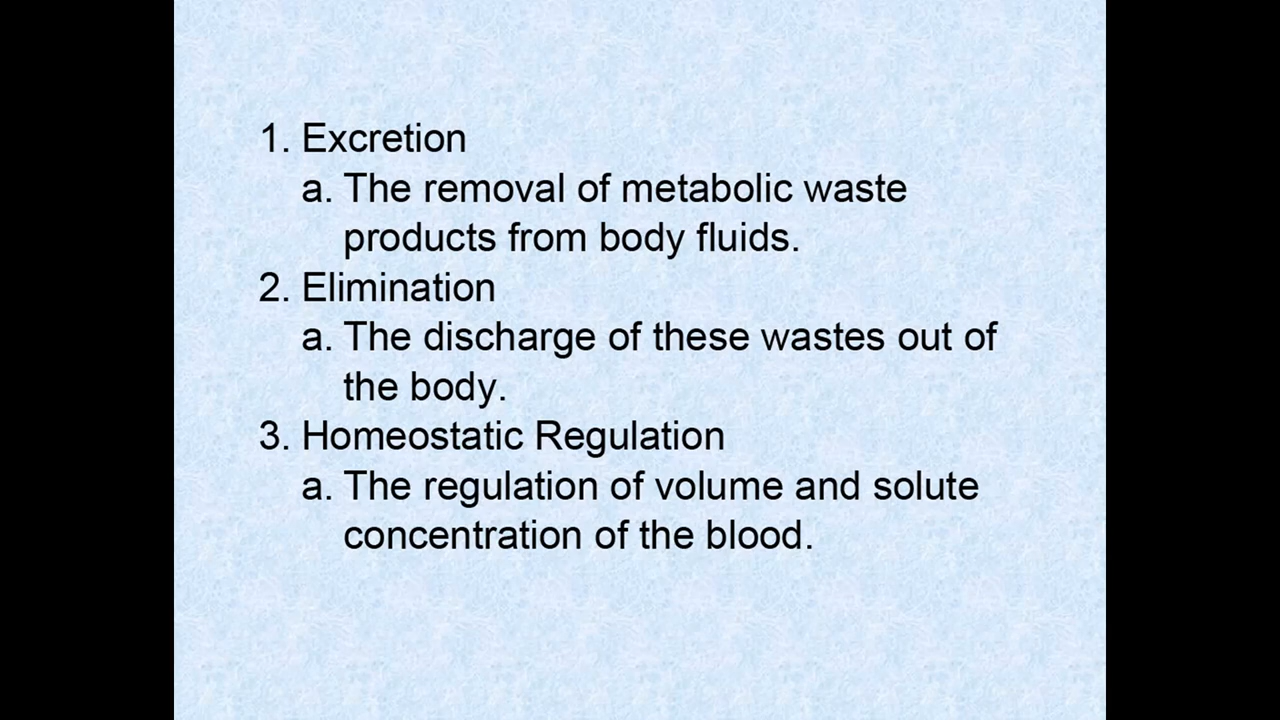 1. Excretion
a. The removal of metabolic waste
products from body fluids.
2. Elimination
a. The discharge of these wastes out of
the body.
3. Homeostatic Regulation
a. The regulation of volume and solute
concentration of the blood.